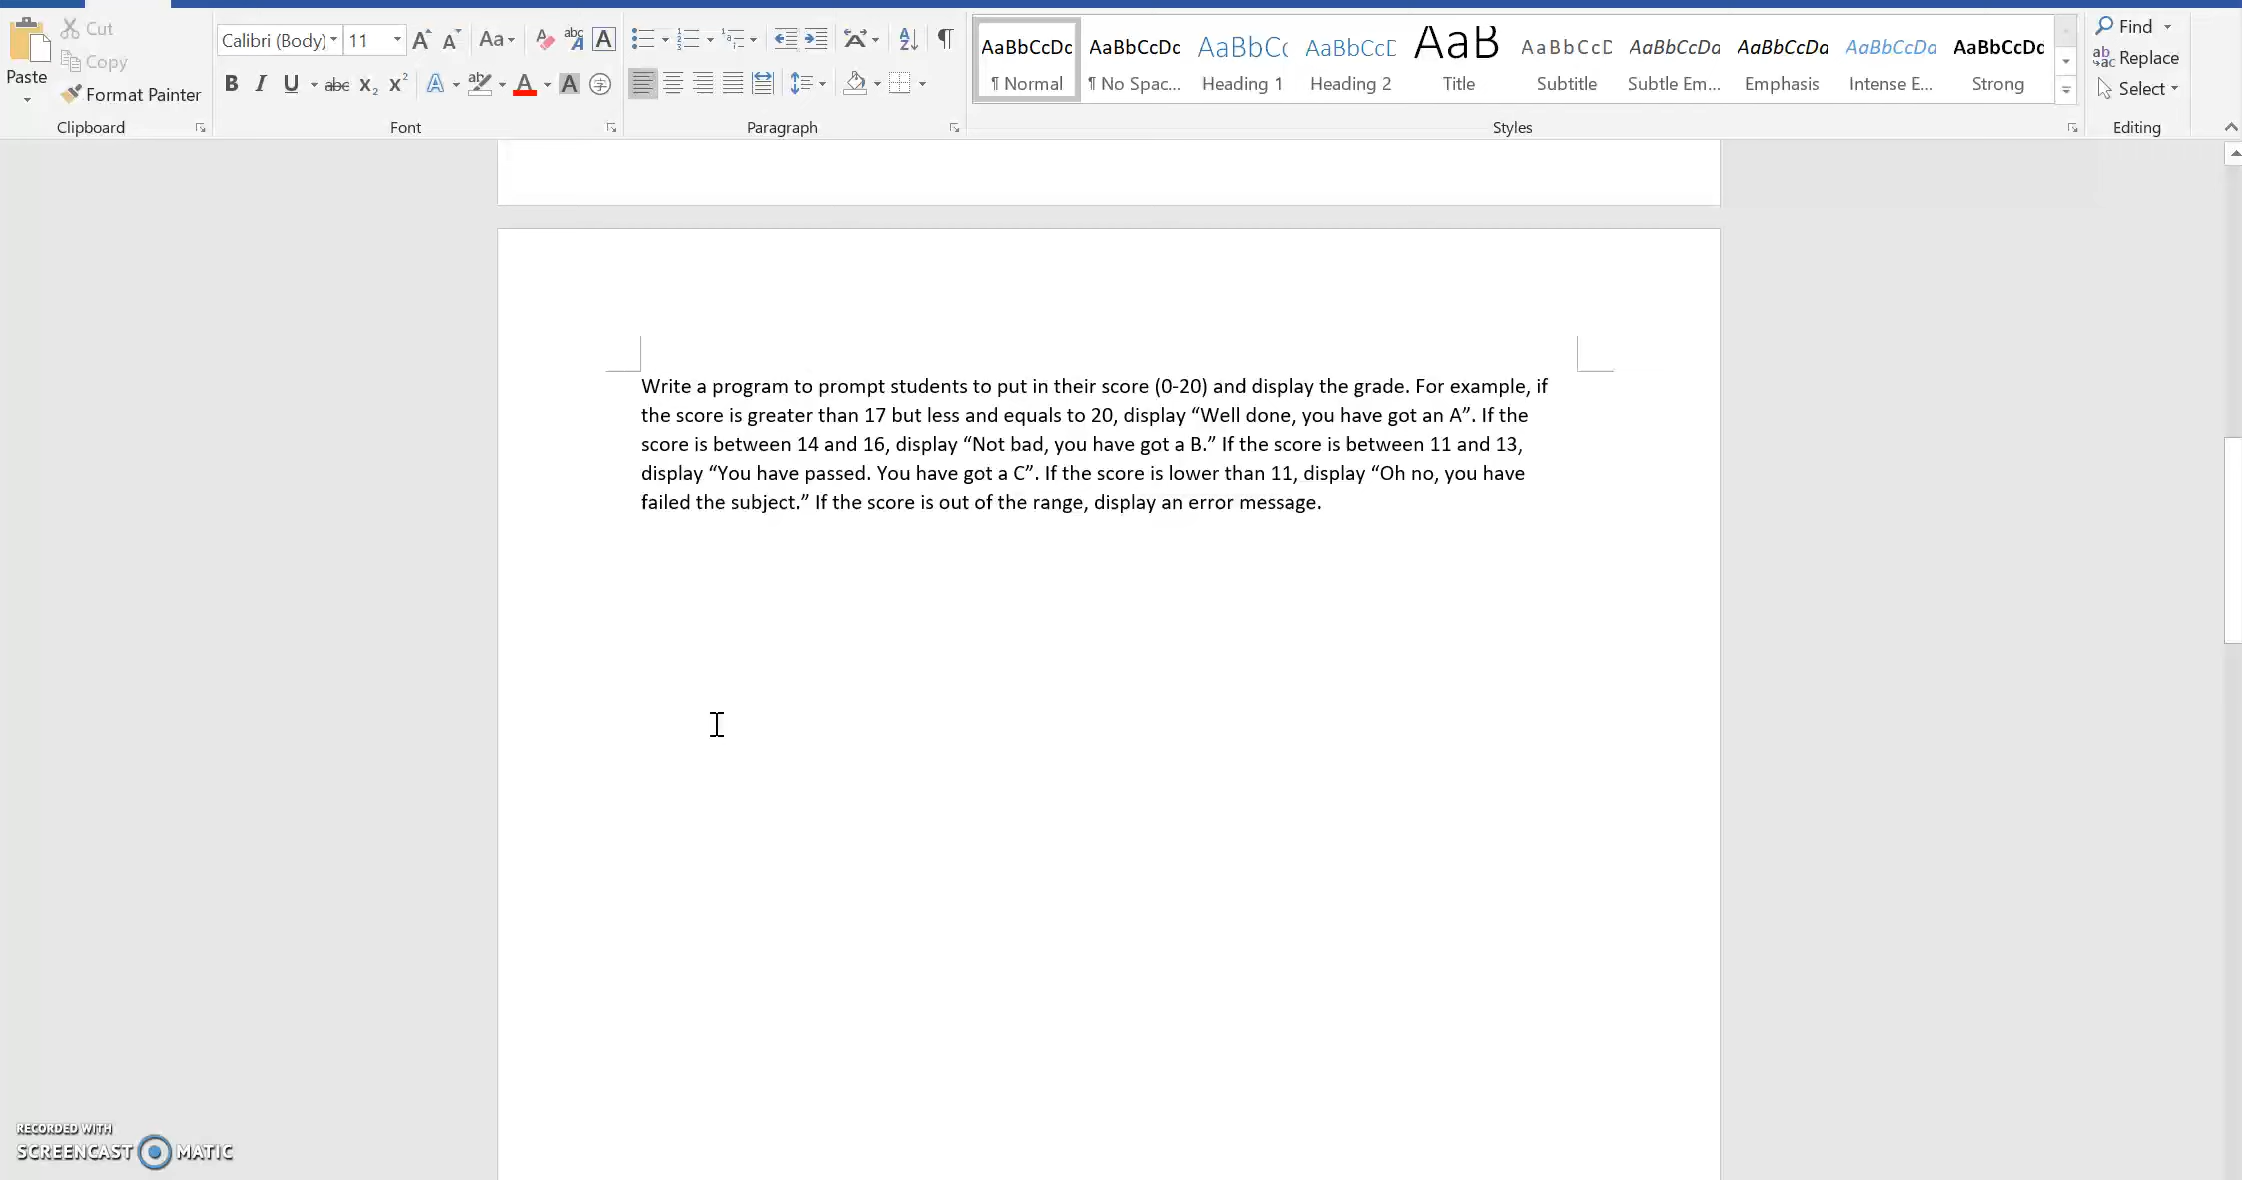 Cut
Copy
Paste
Format Painter
Clipboard
Calibri (Body)
11
Font
Paragraph
AaBbCcDc
¶ Normal
AaBbCcDc
¶ No Spac...
AaBbCc
Heading 1
AaBbCcD
Heading 2
AaB
Title
AaBbCcD
Subtitle
AaBbCcDa
Subtle Em...
AaBbCcDa
Emphasis
AaBbCcDa
Intense E...
AaBbCcDc
Strong
Styles
Find
Replace
Select
Editing
Write a program to prompt students to put in their score (0-20) and display the grade. For example, if
the score is greater than 17 but less and equals to 20, display “Well done, you have got an A”. If the
score is between 14 and 16, display “Not bad, you have got a B.” If the score is between 11 and 13,
display “You have passed. You have got a C”. If the score is lower than 11, display “Oh no, you have
failed the subject.” If the score is out of the range, display an error message.
RECORDED WITH
SCREENCAST MATIC